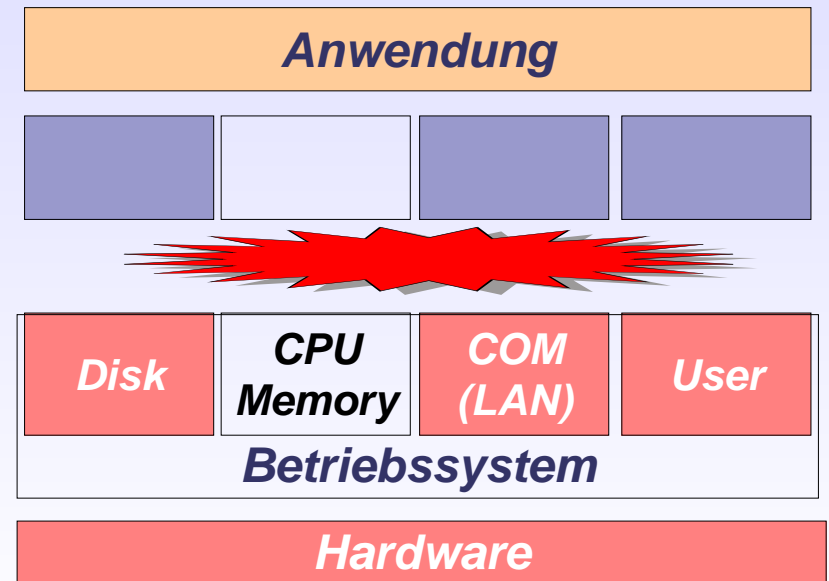 Anwendung
Disk
CPU
Memory
COM
(LAN)
User
Betriebssystem
Hardware